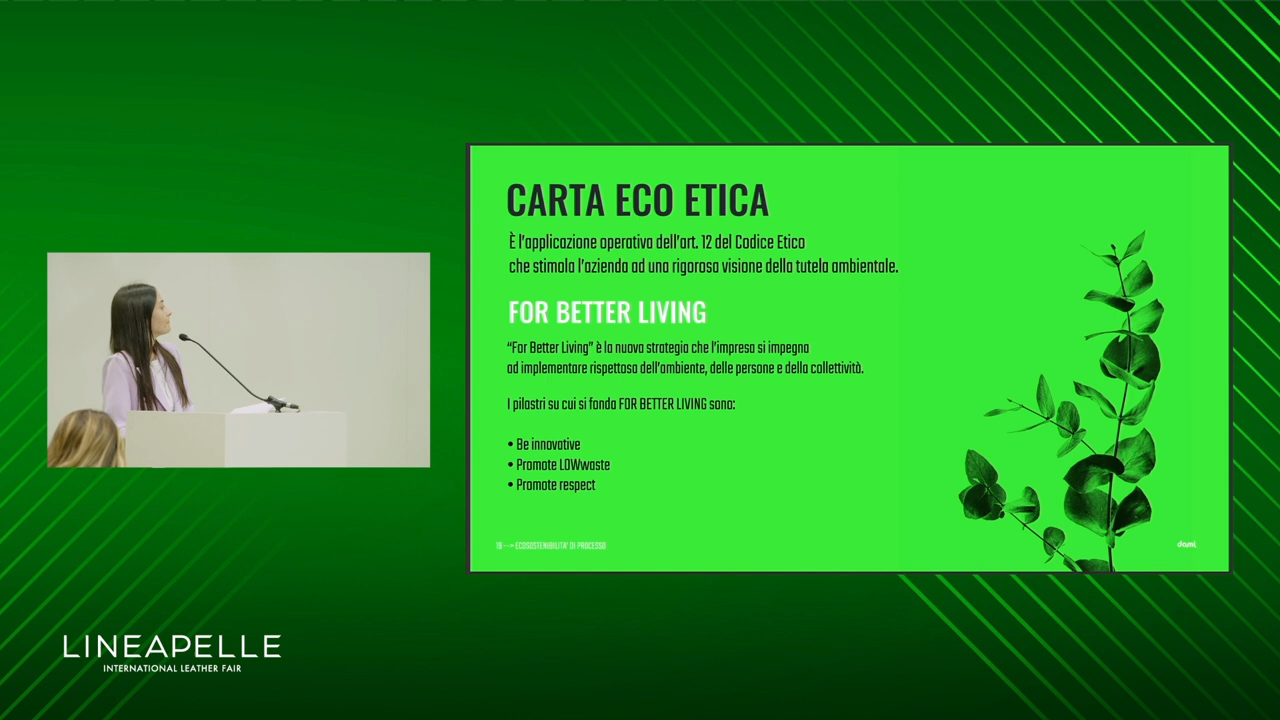 CARTA ECO ETICA
È l'applicazione operativa dell'art. 12 del Codice Etico
che stimola l'azienda ad una rigorosa visione della tutela ambientale.
FOR BETTER LIVING
“For Better Living” è la nuova strategia che l'impresa si impegna
ad implementare rispettosa dell'ambiente, delle persone e della collettività.
I pilastri su cui si fonda FOR BETTER LIVING sono:
• Be innovative
• Promote LOWwaste
• Promote respect
18 --> ECOSOSTENIBILITA' DI PROCESSO
dami.
LINEAPELLE
INTERNATIONAL LEATHER FAIR